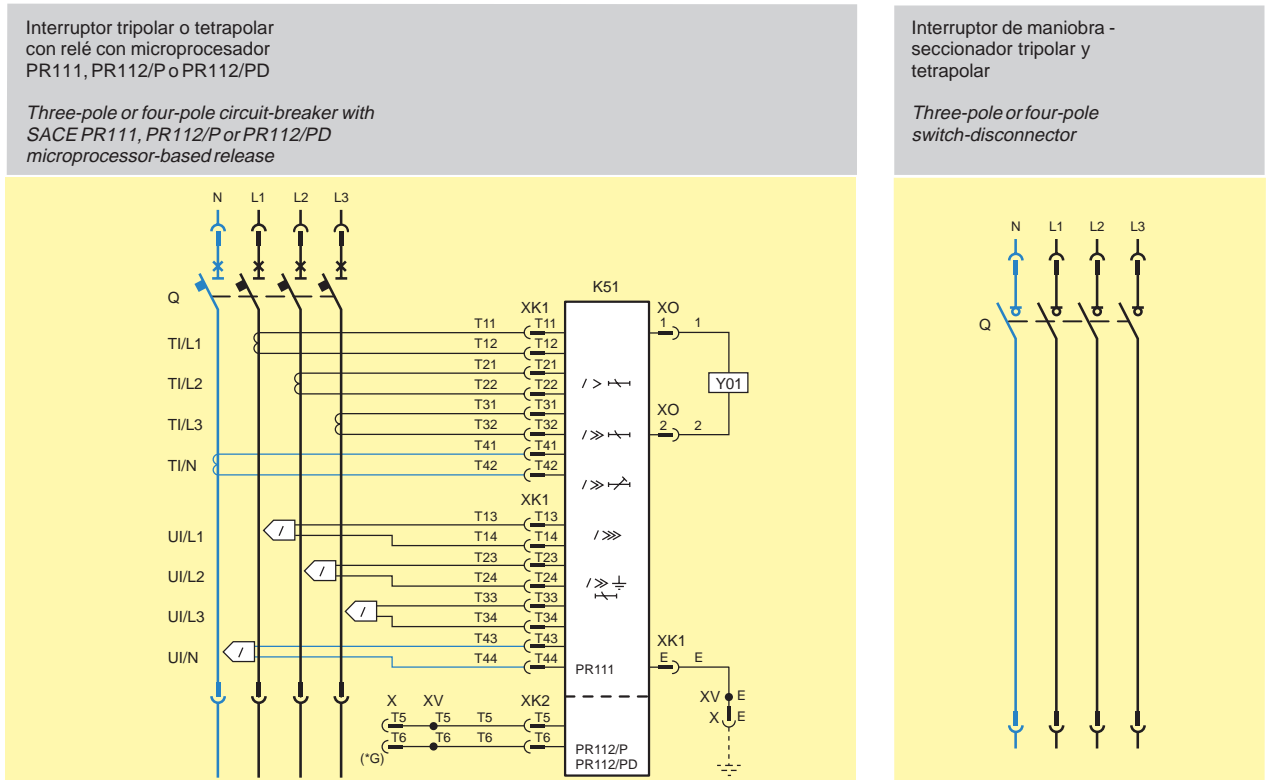 Interruptor tripolar o tetrapolar
con relé con microprocesador
PR111, PR112/P o PR112/PD
Three-pole or four-pole circuit-breaker with
SACE PR111, PR112/P or PR112/PD
microprocessor-based release
Interruptor de maniobra -
seccionador tripolar y
tetrapolar
Three-pole or four-pole
switch-disconnector
N L1 L2 L3
Q
K51
XK1 XO
T11 T11 1 1
TI/L1
T12 T12
T21 T21
TI/L2 T22 T22 Y01
I >
T31 T31 XO
TI/L3 T32 T32 2 2
I >>
T41 T41
TI/N T42 T42
I >>
XK1
T13 T13
UI/L1 T14 T14
I >>>
T23 T23
UI/L2 T24 T24
I >>
T33 T33
UI/L3 T34 T34
T43 T43 XK1
UI/N T44 T44 E E
PR111
XV E
X E
X XV XK2
T5 T5 T5 T5
T6 T6 T6 T6
(*G)
PR112/P
PR112/PD
N L1 L2 L3
Q